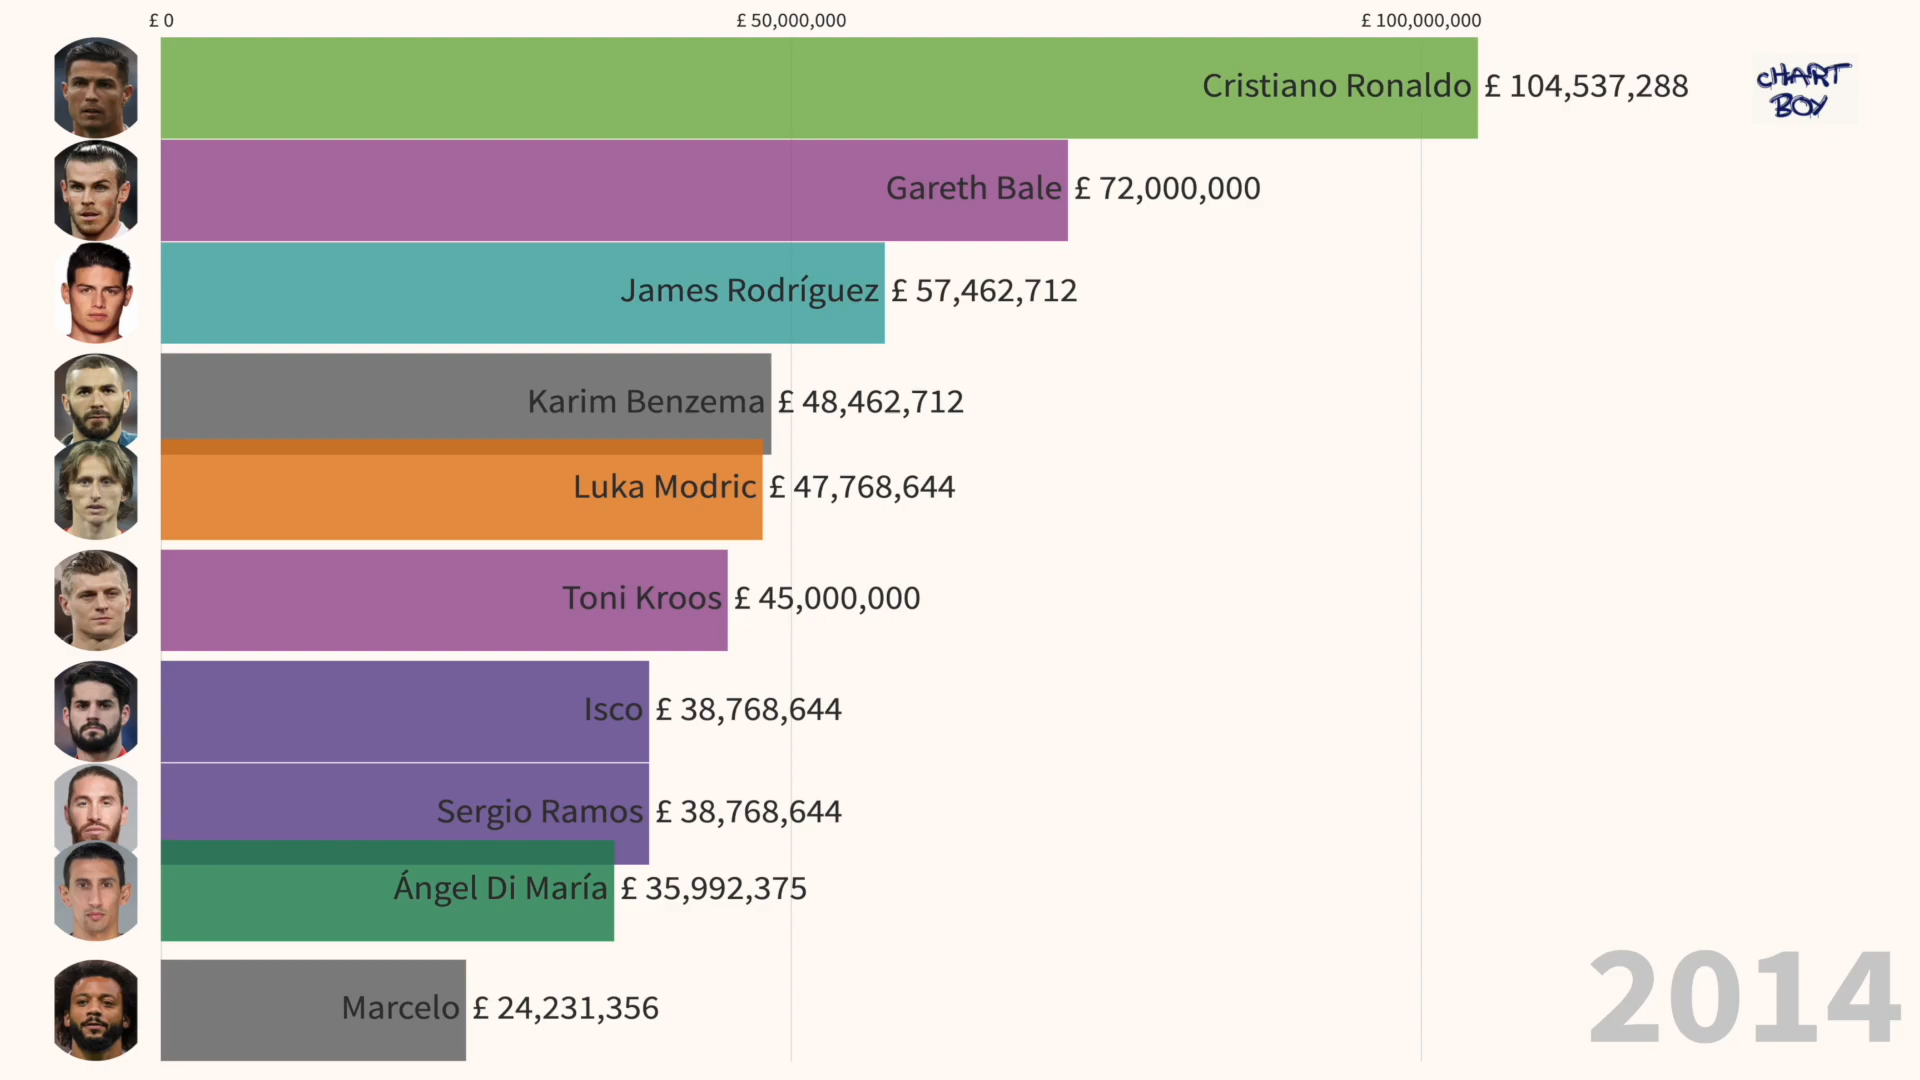 £ 0 £ 50,000,000 £ 100,000,000
Cristiano Ronaldo £ 104,537,288
CHART
BOY
Gareth Bale £ 72,000,000
James Rodríguez £ 57,462,712
Karim Benzema £ 48,462,712
Luka Modric £ 47,768,644
Toni Kroos £ 45,000,000
Isco £ 38,768,644
Sergio Ramos £ 38,768,644
Ángel Di María £ 35,992,375
Marcelo £ 24,231,356
2014